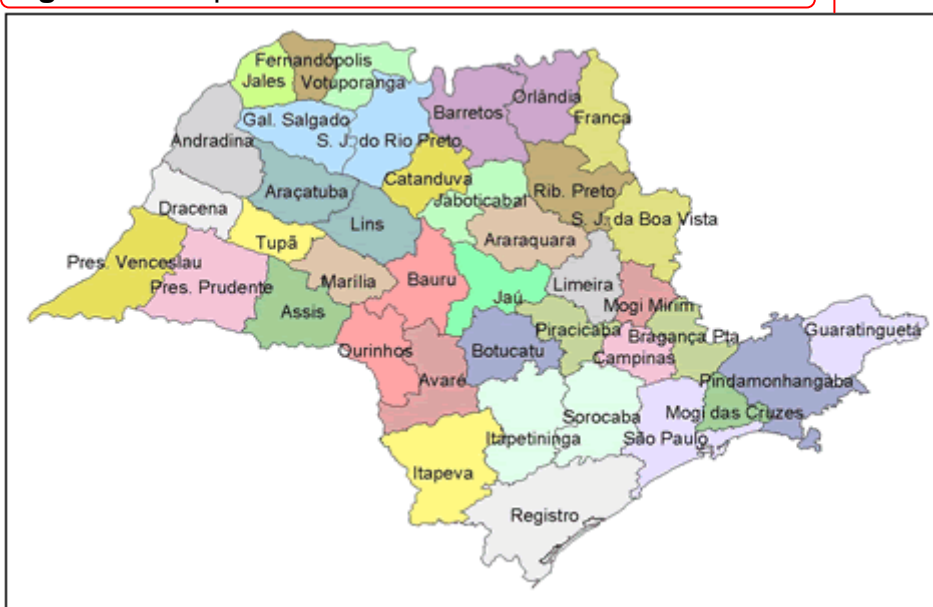 Fernandópolis
Jales
Votuporanga
Orlândia
Barretos
Franca
Gal. Salgado
Andradina
S. J. do Rio Preto
Catanduva
Araçatuba
Rib. Preto
Jaboticabal
Dracena
Lins
S. J. da Boa Vista
Tupã
Araraquara
Pres. Venceslau
Pres. Prudente
Marília
Bauru
Limeira
Assis
Jaú
Mogi Mirim
Piracicaba
Bragança Pta
Guaratinguetá
Ourinhos
Botucatu
Campinas
Avaré
Pindamonhangaba
Sorocaba
Mogi das Cruzes
Itapetininga
São Paulo
Itapeva
Registro